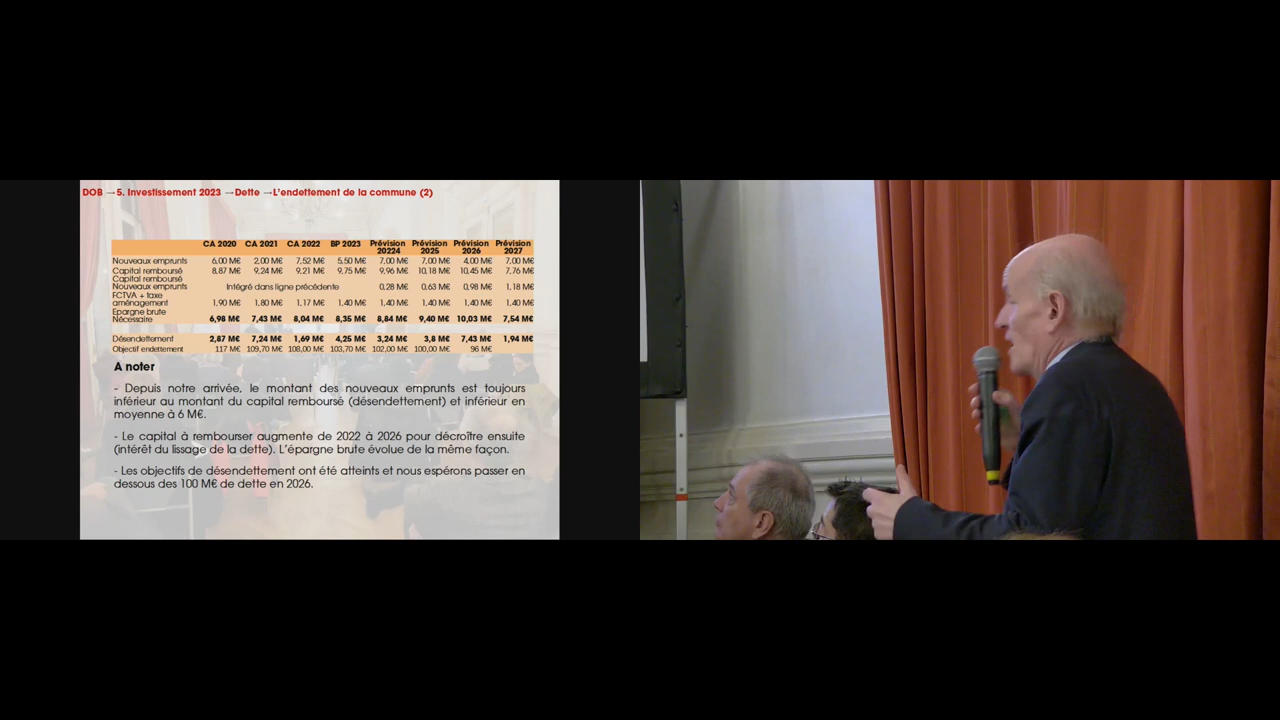 DOB → 5. Investissement 2023 → Dette → L'endettement de la commune (2)
CA 2020 CA 2021 CA 2022 BP 2023 Prévision 20224 Prévision 2025 Prévision 2026 Prévision 2027
Nouveaux emprunts 6,00 M€ 2,00 M€ 7,52 M€ 5,50 M€ 7,00 M€ 7,00 M€ 4,00 M€ 7,00 M€
Capital remboursé 8,87 M€ 9,24 M€ 9,21 M€ 9,75 M€ 9,96 M€ 10,18 M€ 10,45 M€ 7,76 M€
Capital remboursé
Nouveaux emprunts Intégré dans ligne précédente 0,28 M€ 0,63 M€ 0,98 M€ 1,18 M€
FCTVA + taxe
aménagement 1,90 M€ 1,80 M€ 1,17 M€ 1,40 M€ 1,40 M€ 1,40 M€ 1,40 M€ 1,40 M€
Epargne brute
Nécessaire 6,98 M€ 7,43 M€ 8,04 M€ 8,35 M€ 8,84 M€ 9,40 M€ 10,03 M€ 7,54 M€
Désendettement 2,87 M€ 7,24 M€ 1,69 M€ 4,25 M€ 3,24 M€ 3,8 M€ 7,43 M€ 1,94 M€
Objectif endettement 117 M€ 109,70 M€ 108,00 M€ 103,70 M€ 102,00 M€ 100,00 M€ 96 M€
A noter
- Depuis notre arrivée, le montant des nouveaux emprunts est toujours
inférieur au montant du capital remboursé (désendettement) et inférieur en
moyenne à 6 M€.
- Le capital à rembourser augmente de 2022 à 2026 pour décroître ensuite
(intérêt du lissage de la dette). L'épargne brute évolue de la même façon.
- Les objectifs de désendettement ont été atteints et nous espérons passer en
dessous des 100 M€ de dette en 2026.